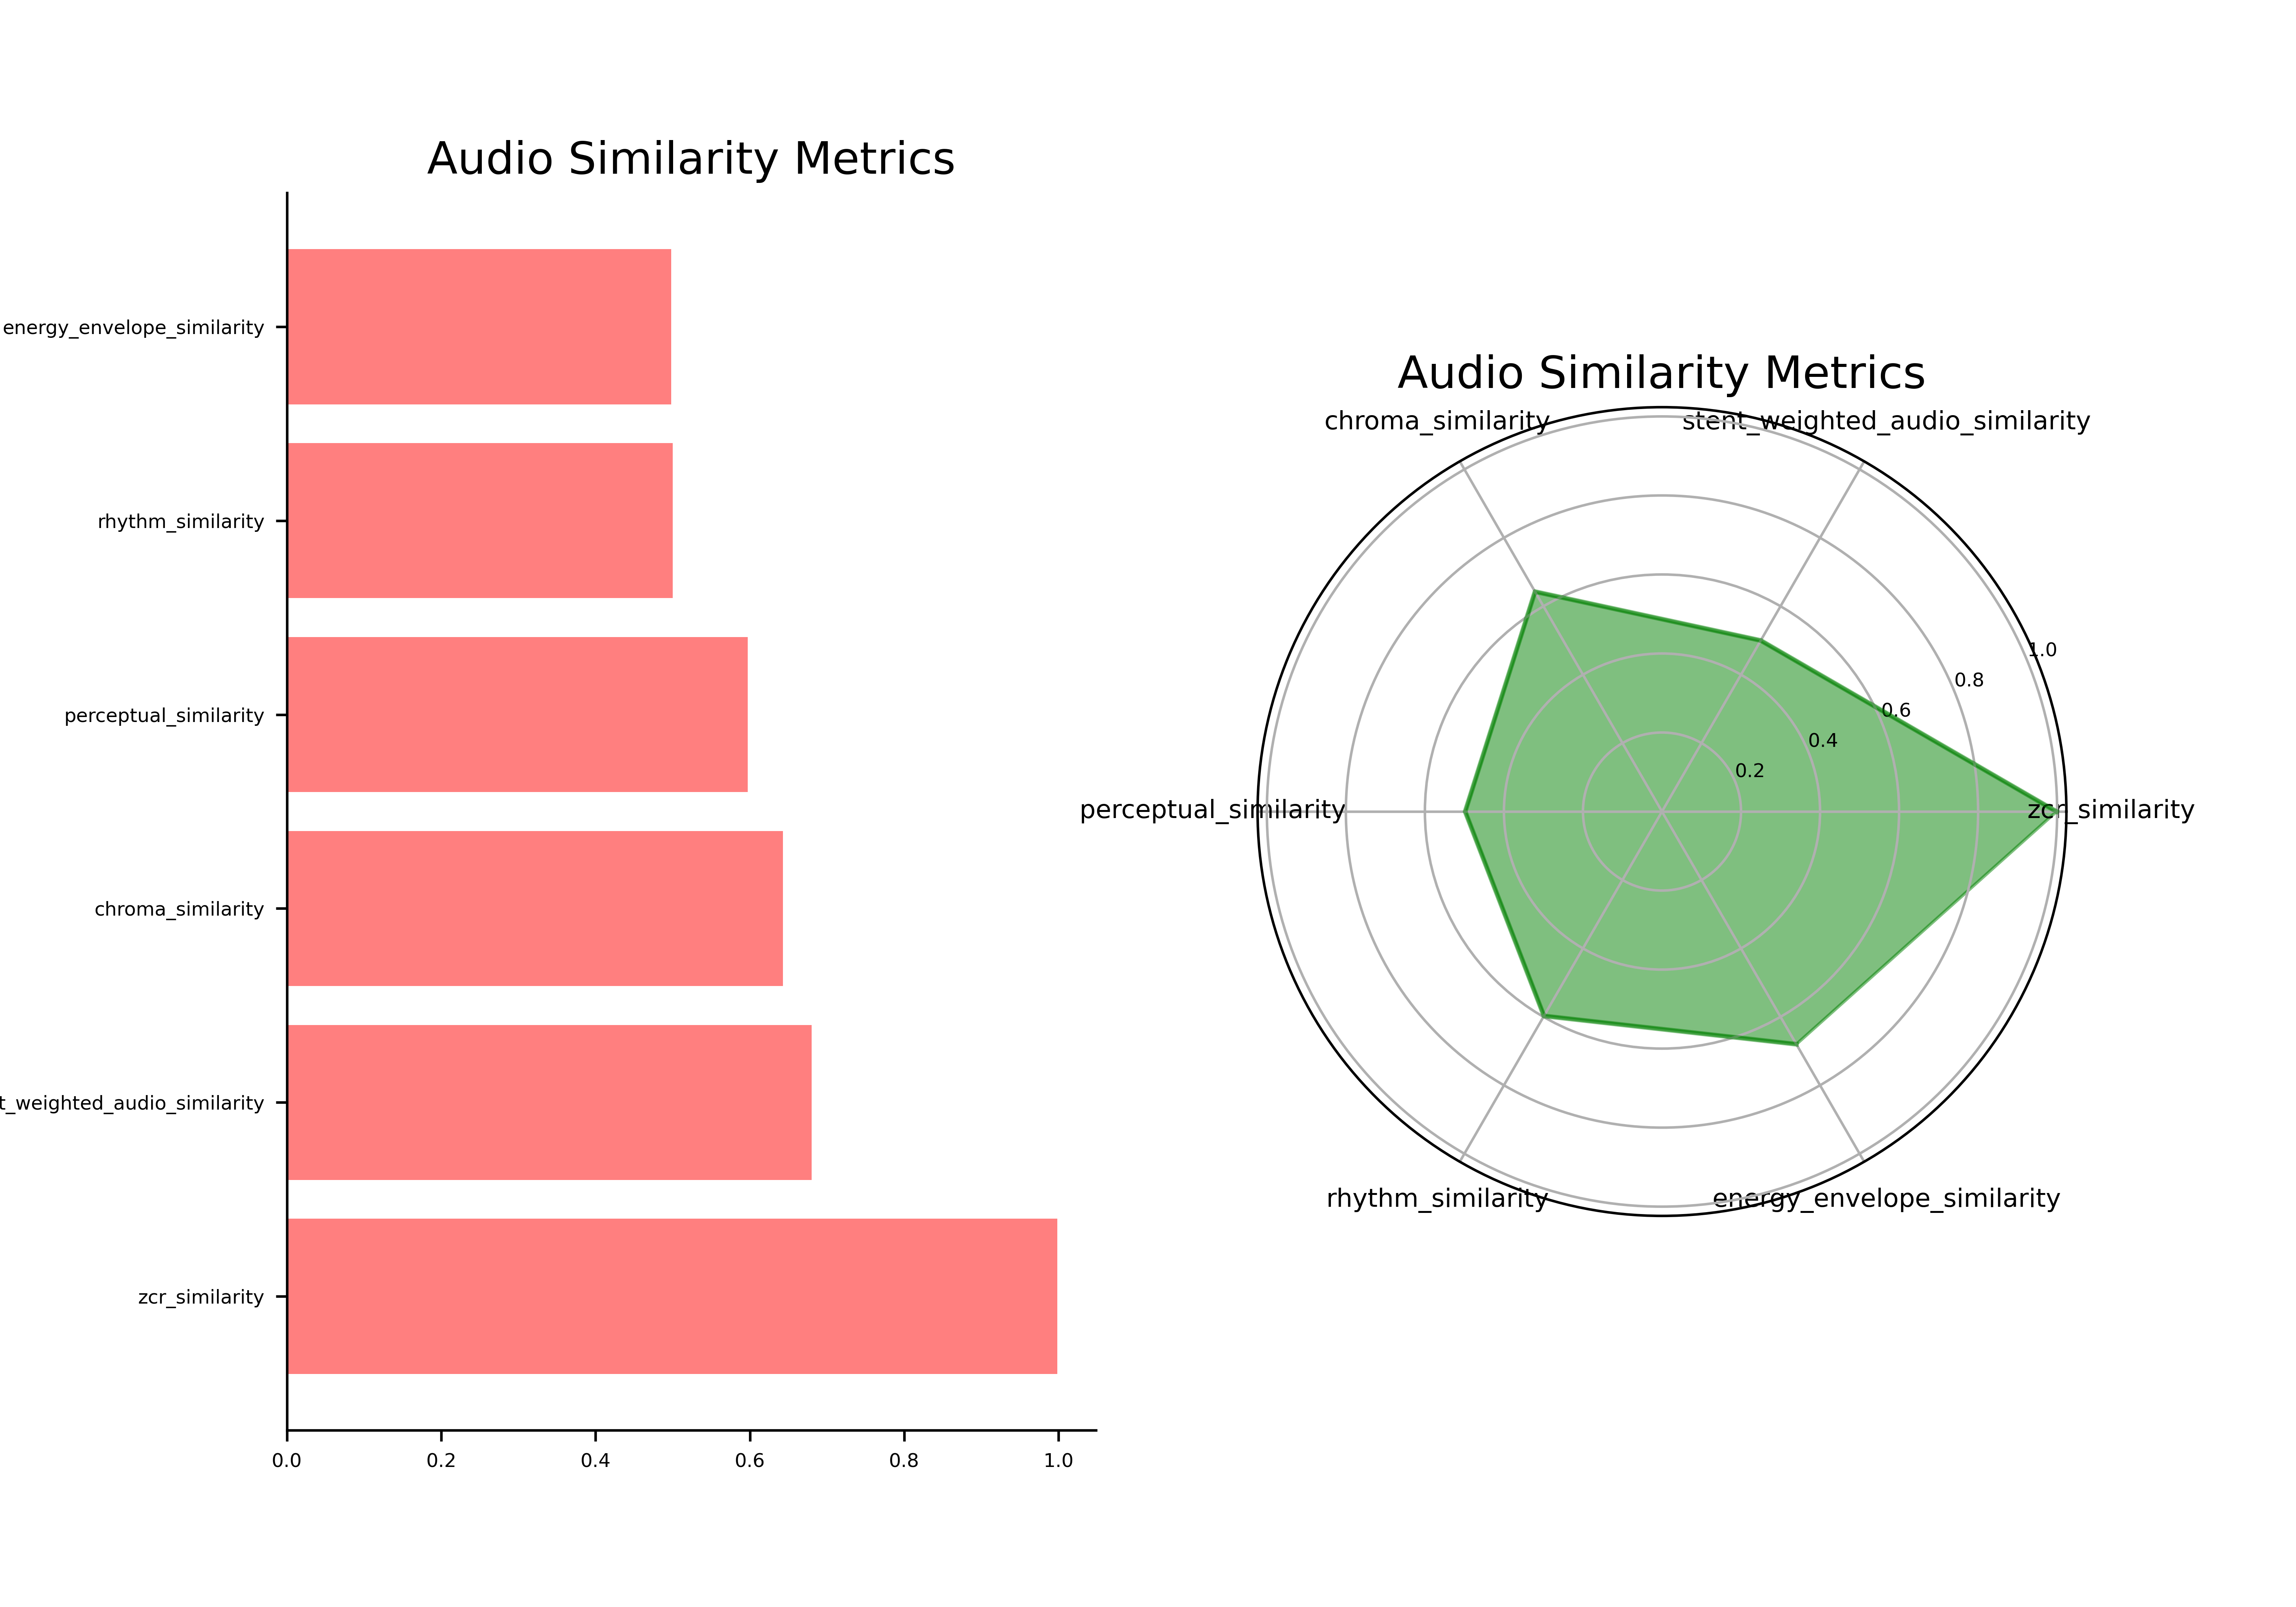 Audio Similarity Metrics
energy_envelope_similarity
rhythm_similarity
perceptual_similarity
chroma_similarity
t_weighted_audio_similarity
zcr_similarity
0.0 0.2 0.4 0.6 0.8 1.0
Audio Similarity Metrics
chroma_similarity stent_weighted_audio_similarity
1.0
0.8
0.6
0.4
0.2
perceptual_similarity zcr_similarity
rhythm_similarity energy_envelope_similarity